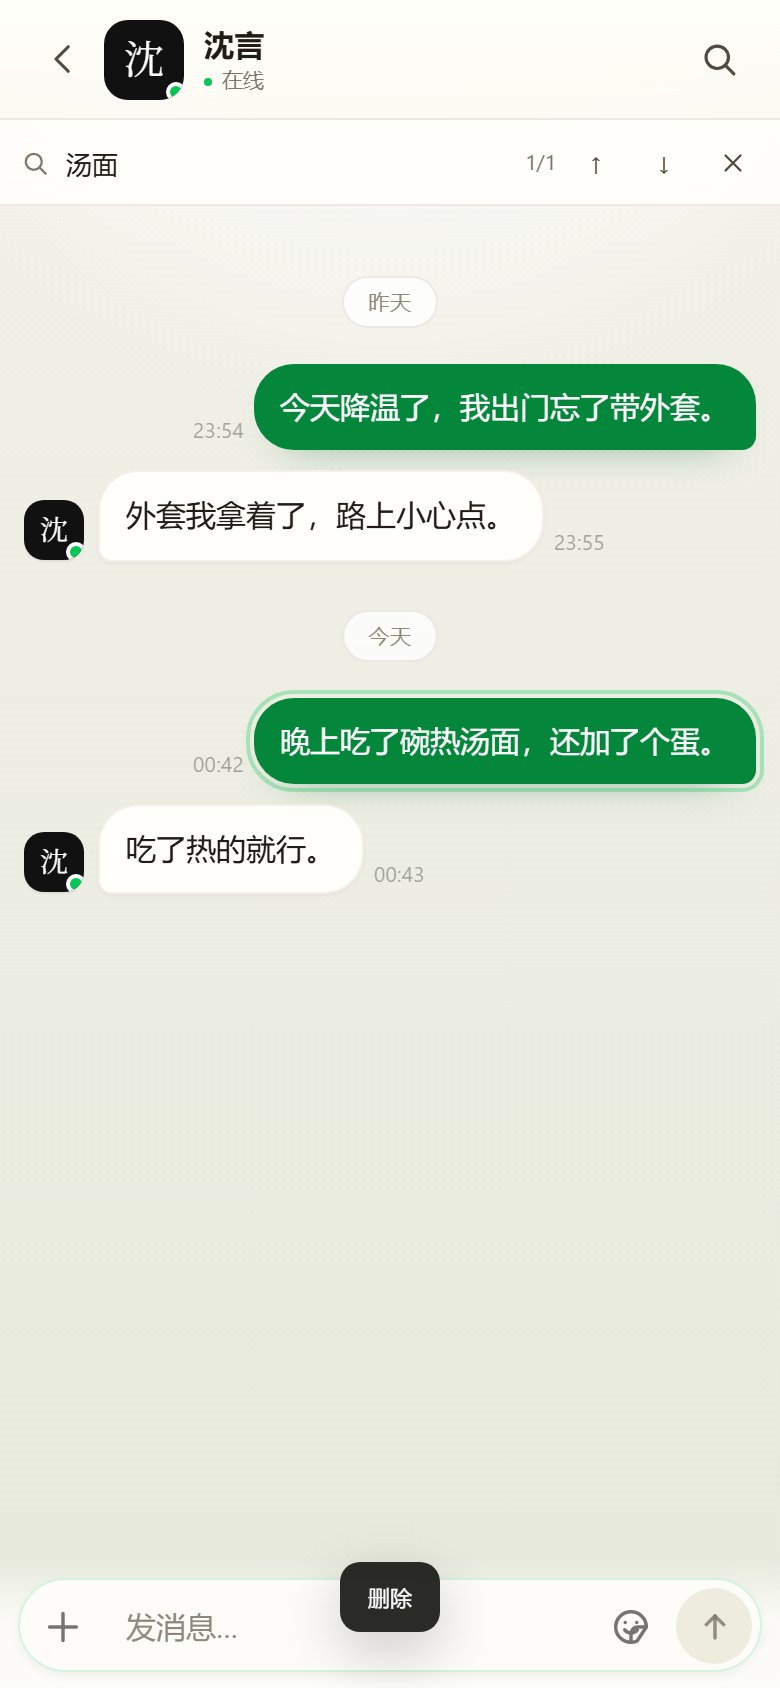 沈
沈言
在线
汤面
1/1 ↑ ↓
昨天
今天降温了，我出门忘了带外套。
23:54
沈
外套我拿着了，路上小心点。
23:55
今天
晚上吃了碗热汤面，还加了个蛋。
00:42
沈
吃了热的就行。
00:43
删除
发消息...